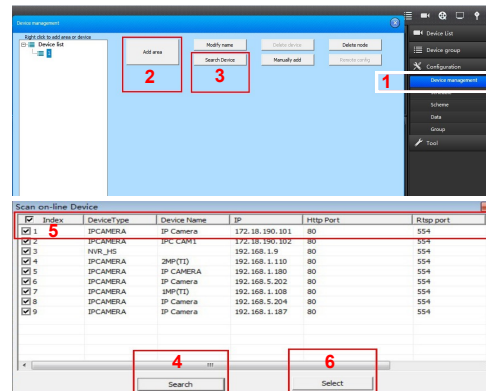 Device management
Right click to add area or device
Device list
1
Add area
Modify name
Delete device
Delete node
Search Device
Manually add
Remote config
2
3
1
Device List
Device group
Configuration
Device management
Scheme
Data
Group
Tool
Scan on-line Device
Index DeviceType Device Name IP Http Port Rtsp port
5
1 IPCAMERA IP Camera 172.18.190.101 80 554
2 IPCAMERA IPC CAM1 172.18.190.102 80 554
3 NVR_HS 192.168.1.9 80 554
4 IPCAMERA 2MP(TI) 192.168.1.110 80 554
5 IPCAMERA IP CAMERA 192.168.1.180 80 554
6 IPCAMERA IP Camera 192.168.5.202 80 554
7 IPCAMERA 1MP(TI) 192.168.1.108 80 554
8 IPCAMERA IP Camera 192.168.5.204 80 554
9 IPCAMERA IP Camera 192.168.1.187 80 554
4
6
Search
Select